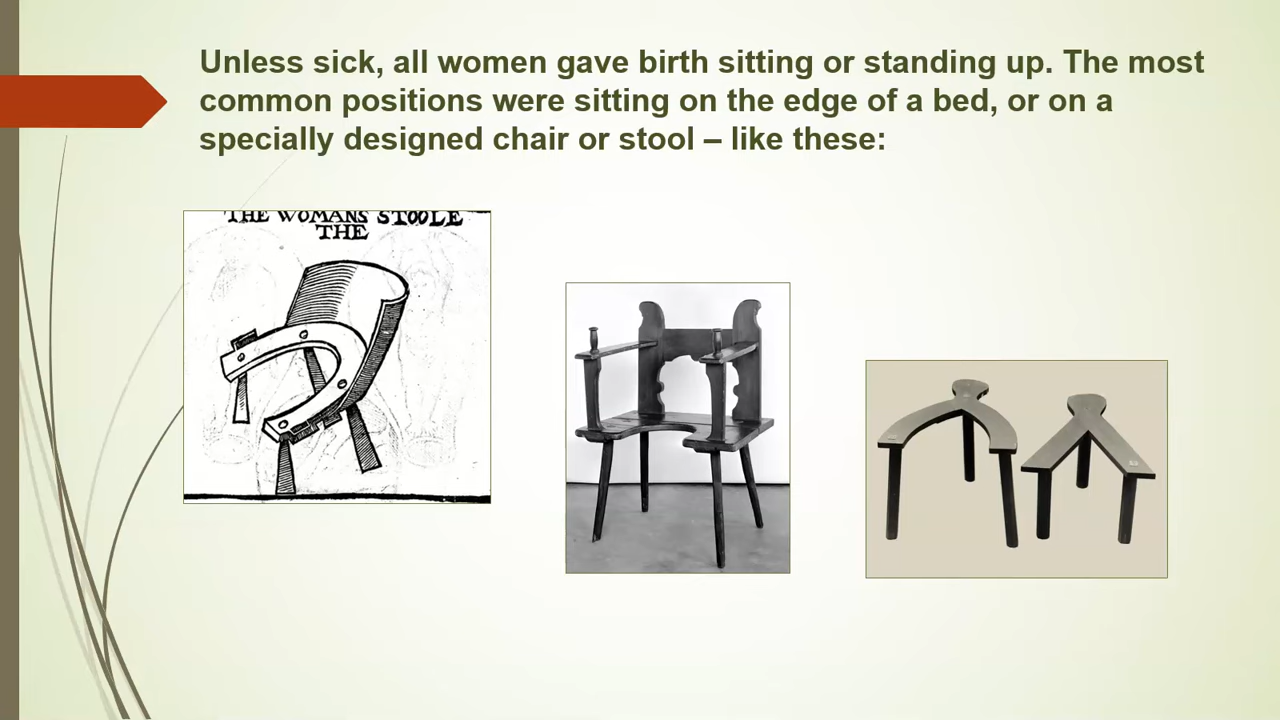 Unless sick, all women gave birth sitting or standing up. The most
common positions were sitting on the edge of a bed, or on a
specially designed chair or stool – like these:
THE WOMANS STOOLE
THE